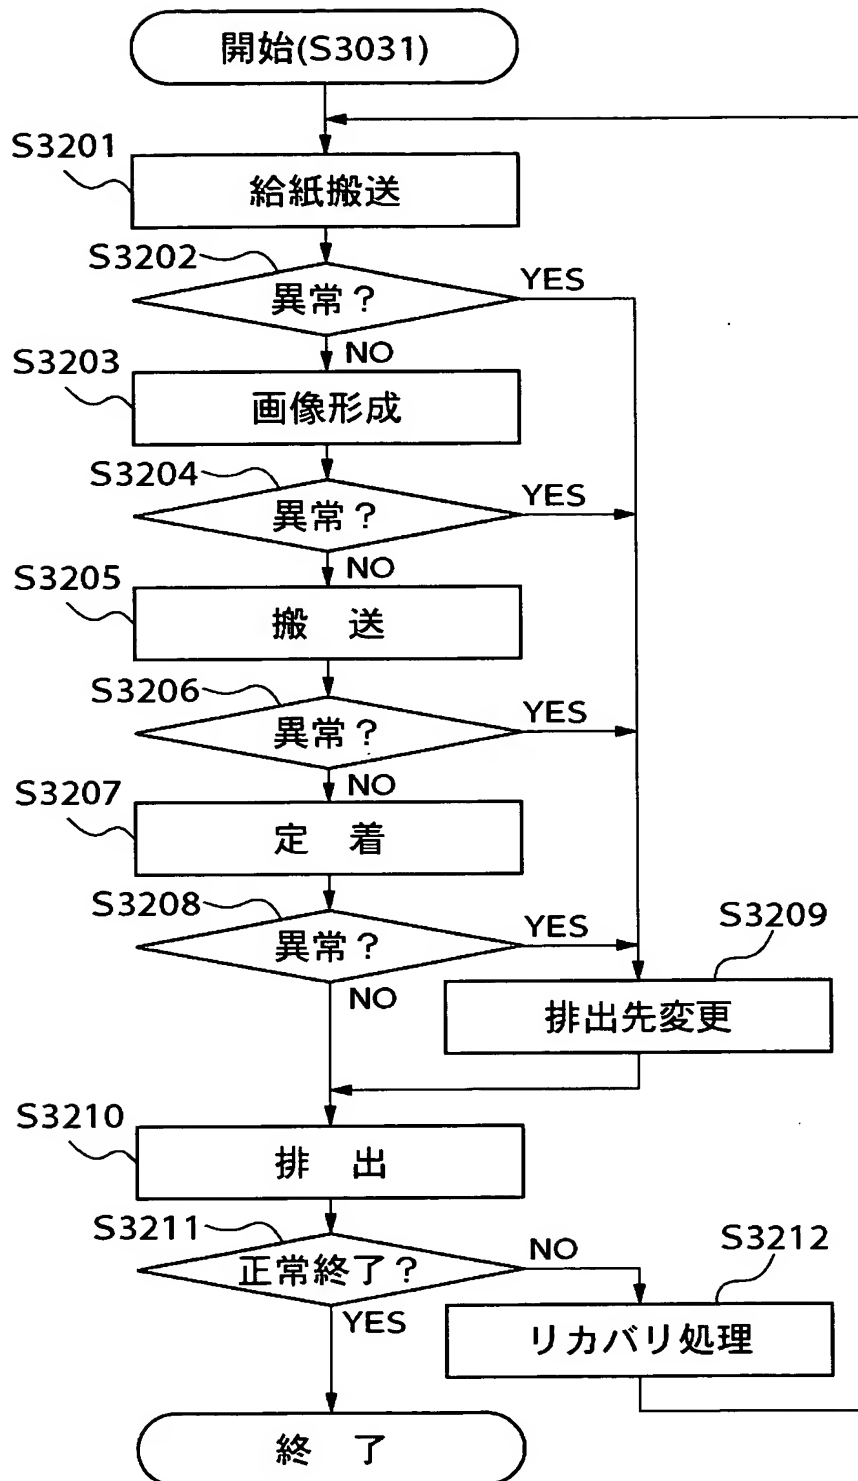 開始(S3031)
S3201
給紙搬送
S3202
異常?
YES
NO
S3203
画像形成
S3204
異常?
YES
NO
S3205
搬 送
S3206
異常?
YES
NO
S3207
定 着
S3208
異常?
YES
NO
S3209
排出先変更
S3210
排 出
S3211
正常終了?
NO
YES
S3212
リカバリ処理
終 了